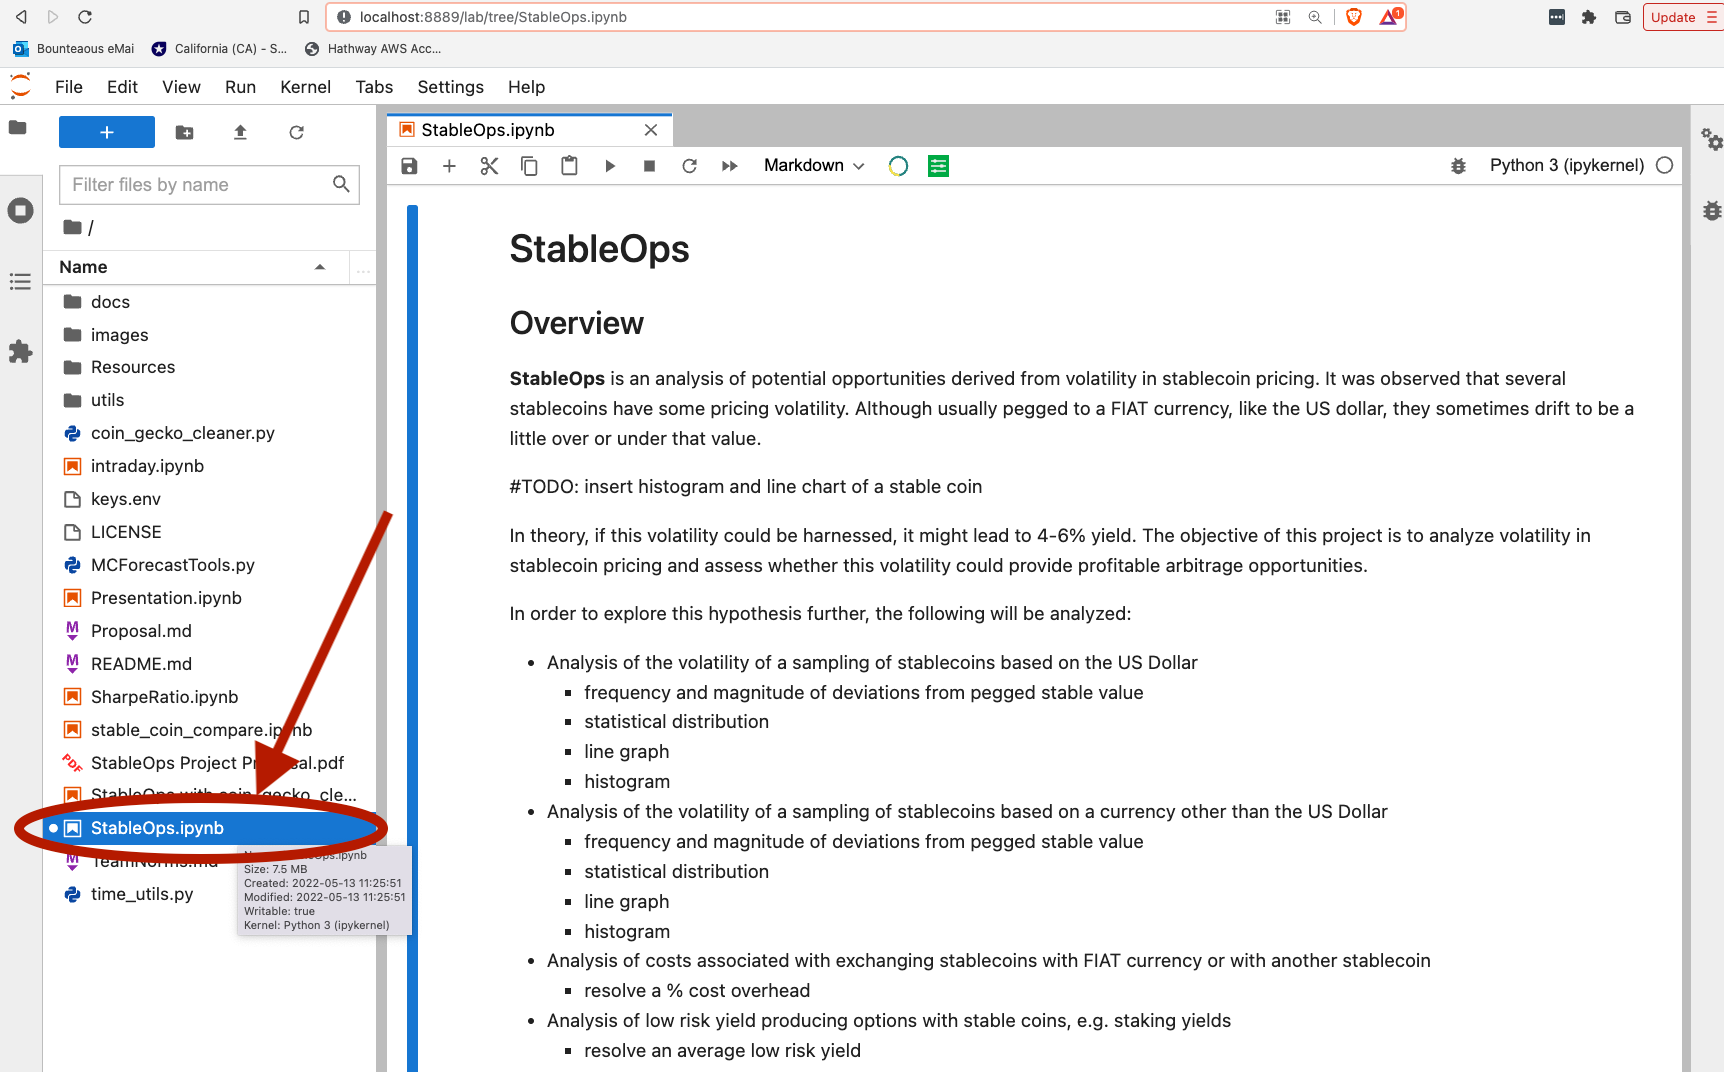 localhost:8889/lab/tree/StableOps.ipynb
1
Update
Bounteaous eMai
California (CA) - S...
Hathway AWS Acc...
File Edit View Run Kernel Tabs Settings Help
+
StableOps.ipynb
Markdown
Python 3 (ipykernel)
Filter files by name
/
Name
...
docs
images
Resources
utils
coin_gecko_cleaner.py
intraday.ipynb
keys.env
LICENSE
MCForecastTools.py
Presentation.ipynb
M Proposal.md
M README.md
SharpeRatio.ipynb
stable_coin_compare.ipynb
PDF StableOps Project Proposal.pdf
StableOps with coin_gecko_cle...
StableOps.ipynb
M TeamNorms.md
time_utils.py
Size: 7.5 MB
Created: 2022-05-13 11:25:51
Modified: 2022-05-13 11:25:51
Writable: true
Kernel: Python 3 (ipykernel)
StableOps
Overview
StableOps is an analysis of potential opportunities derived from volatility in stablecoin pricing. It was observed that several
stablecoins have some pricing volatility. Although usually pegged to a FIAT currency, like the US dollar, they sometimes drift to be a
little over or under that value.
#TODO: insert histogram and line chart of a stable coin
In theory, if this volatility could be harnessed, it might lead to 4-6% yield. The objective of this project is to analyze volatility in
stablecoin pricing and assess whether this volatility could provide profitable arbitrage opportunities.
In order to explore this hypothesis further, the following will be analyzed:
• Analysis of the volatility of a sampling of stablecoins based on the US Dollar
▪ frequency and magnitude of deviations from pegged stable value
▪ statistical distribution
▪ line graph
▪ histogram
• Analysis of the volatility of a sampling of stablecoins based on a currency other than the US Dollar
▪ frequency and magnitude of deviations from pegged stable value
▪ statistical distribution
▪ line graph
▪ histogram
• Analysis of costs associated with exchanging stablecoins with FIAT currency or with another stablecoin
▪ resolve a % cost overhead
• Analysis of low risk yield producing options with stable coins, e.g. staking yields
▪ resolve an average low risk yield